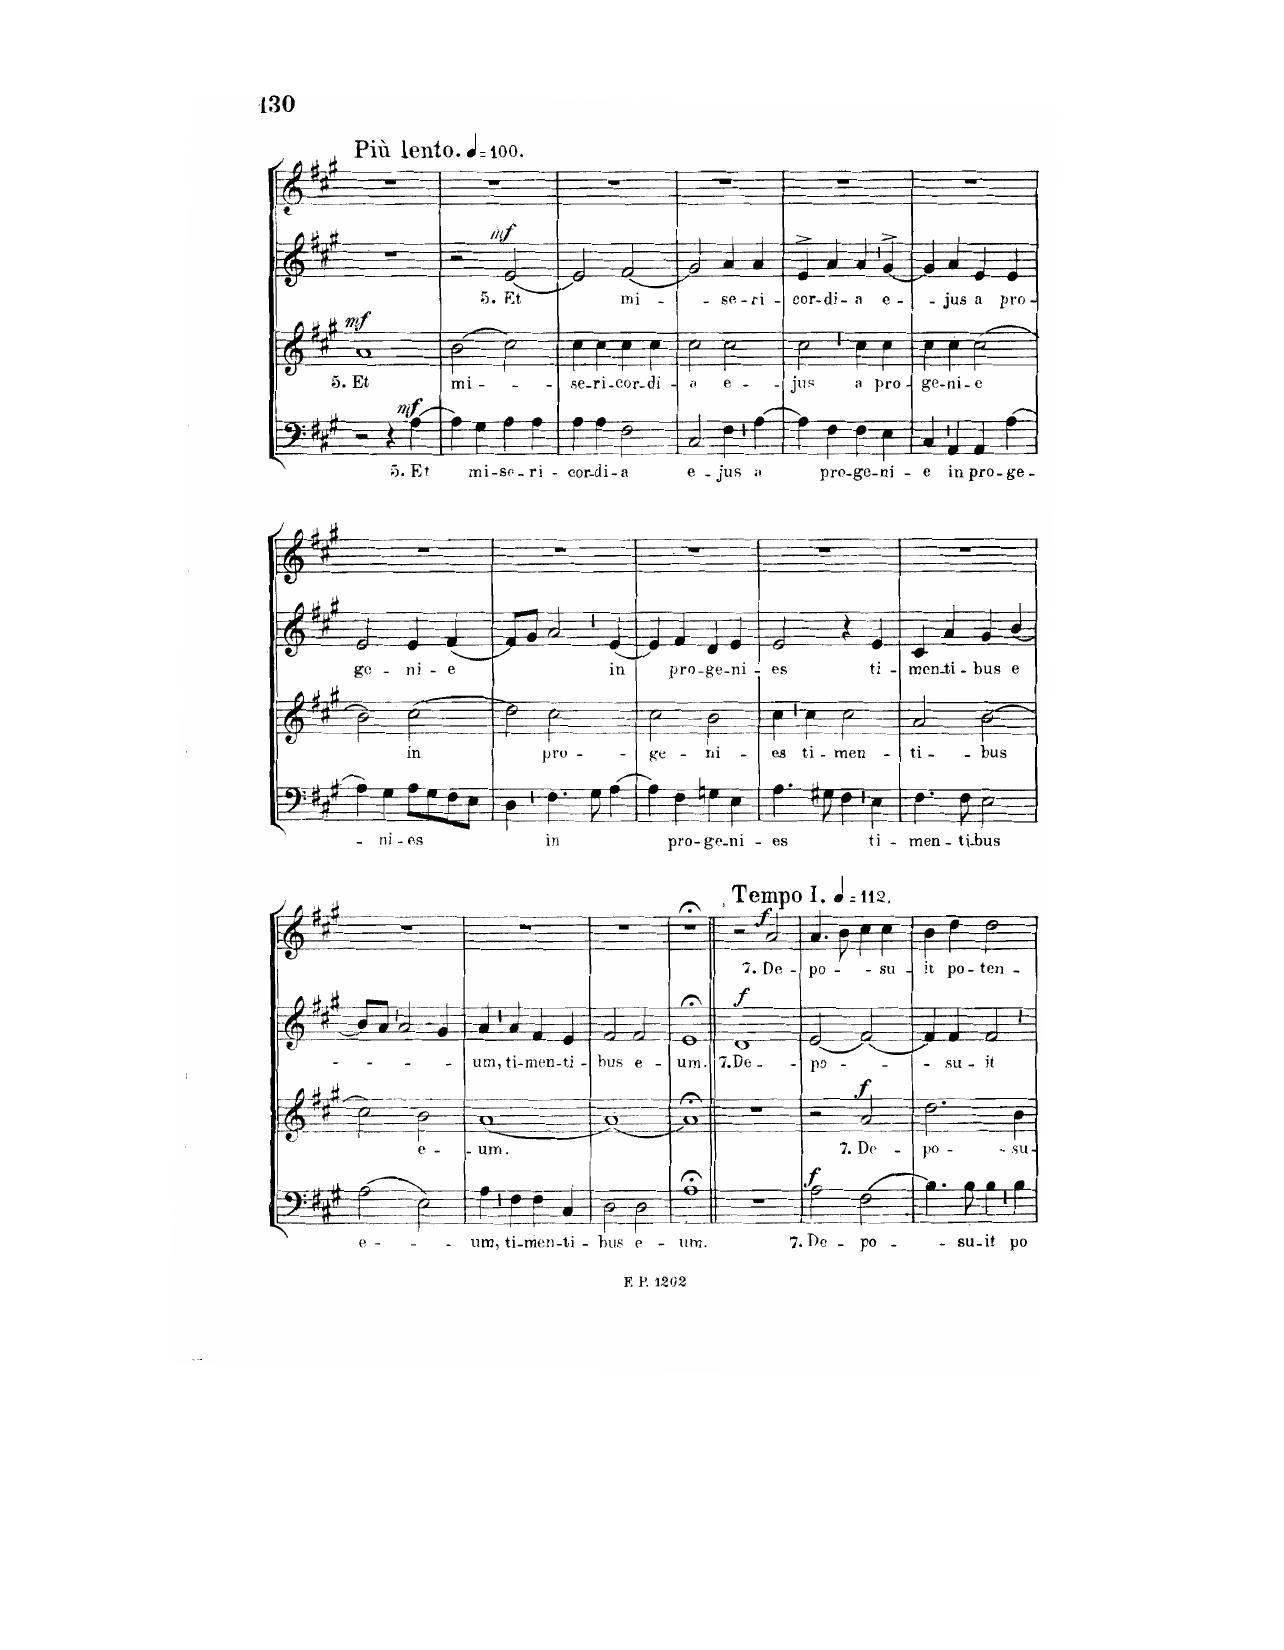 130
Più lento. ♩=100.
mf
5. Et mi - - se-ri - cor-di-a e - - jus a pro-
mf
5. Et mi - - - se-ri-cor-di - a e - - jus a pro - ge-ni-e
mf
5. Et mi-se-ri - cor-di-a e - jus a pro-ge-ni - e in pro-ge-
ge - ni - e in pro-ge-ni - es ti - men-ti-bus e
in pro - - ge - ni - es ti-men - ti - - bus
- ni-es in pro-ge-ni - es ti - men-ti-bus
Tempo I. ♩=112.
f
7. De - po - - su - it po-ten -
f
- - - - um, ti-men-ti - bus e - um. 7. De - - po - - - su - it
f
e - - um. 7. De - po - - su-
f
e - - - um, ti-men-ti - bus e - um. 7. De - po - - su-it po
F. P. 1202